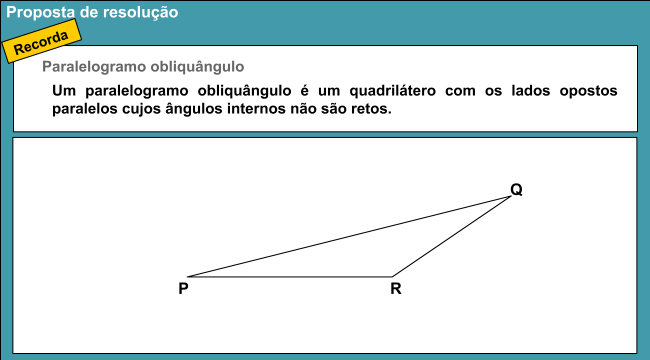 Proposta de resolução
Recorda
Paralelogramo obliquângulo
Um paralelogramo obliquângulo é um quadrilátero com os lados opostos
paralelos cujos ângulos internos não são retos.
Q
P
R